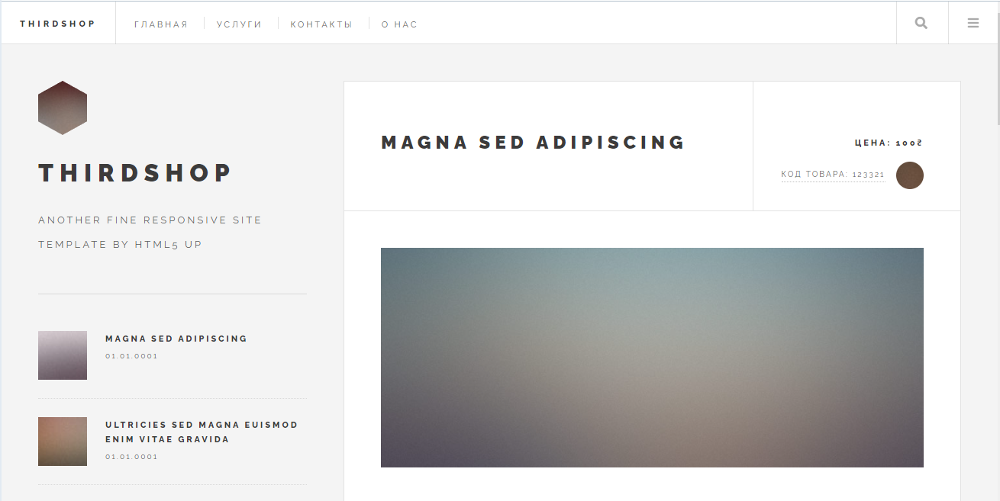 THIRDSHOP
ГЛАВНАЯ
УСЛУГИ
КОНТАКТЫ
О НАС
THIRDSHOP
ANOTHER FINE RESPONSIVE SITE
TEMPLATE BY HTML5 UP
MAGNA SED ADIPISCING
01.01.0001
ULTRICIES SED MAGNA EUISMOD
ENIM VITAE GRAVIDA
01.01.0001
MAGNA SED ADIPISCING
ЦЕНА: 100₴
КОД ТОВАРА: 123321